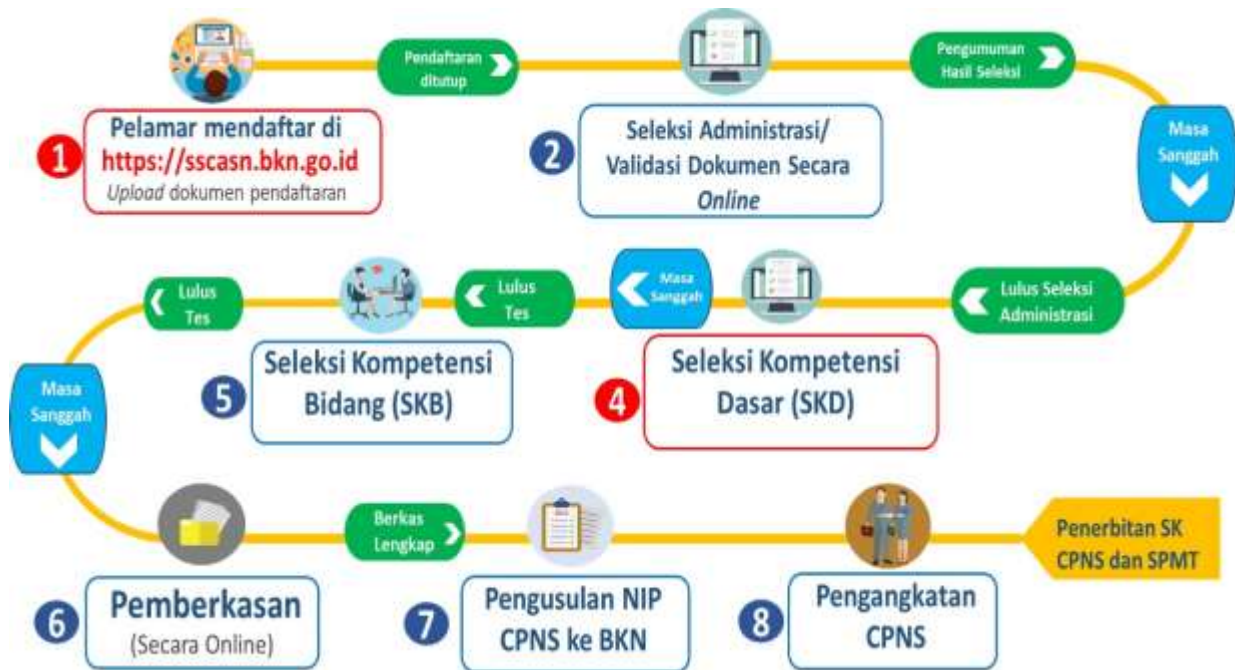 Pendaftaran
ditutup
Pengumuman
Hasil Seleksi
1
Pelamar mendaftar di
https://sscasn.bkn.go.id
Upload dokumen pendaftaran
2
Seleksi Administrasi/
Validasi Dokumen Secara
Online
Masa
Sanggah
Lulus Seleksi
Administrasi
Masa
Sanggah
Lulus
Tes
Lulus
Tes
4
Seleksi Kompetensi
Dasar (SKD)
5
Seleksi Kompetensi
Bidang (SKB)
Masa
Sanggah
Berkas
Lengkap
Penerbitan SK
CPNS dan SPMT
6
Pemberkasan
(Secara Online)
7
Pengusulan NIP
CPNS ke BKN
8
Pengangkatan
CPNS